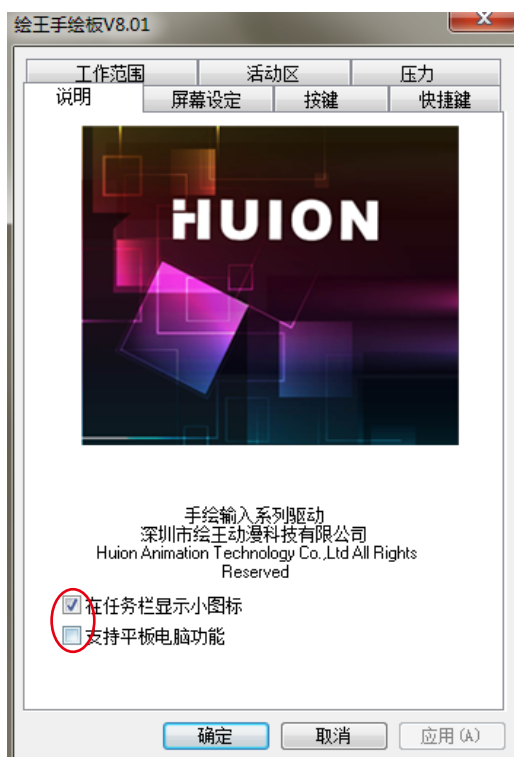 绘王手绘板V8.01
工作范围 活动区 压力
说明 屏幕设定 按键 快捷键
HUION
手绘输入系列驱动
深圳市绘王动漫科技有限公司
Huion Animation Technology Co.,Ltd All Rights
Reserved
在任务栏显示小图标
支持平板电脑功能
确定 取消 应用(A)